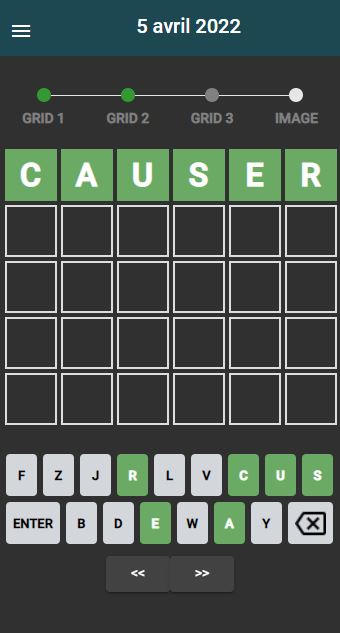 5 avril 2022
GRID 1 GRID 2 GRID 3 IMAGE
C A U S E R
F Z J R L V C U S
ENTER B D E W A Y
<< >>